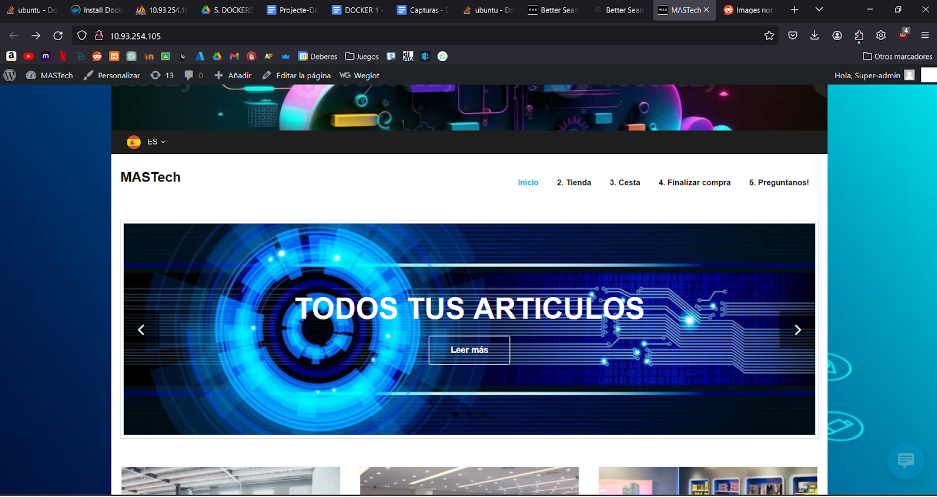 ubuntu - Do
Install Dock
10.93 254.10
5. DOCKERS
Projecte-Do
DOCKER 1 -
Capturas - D
ubuntu - Do
Better Sear
Better Sear
MASTech
Images not
10.93.254.105
Deberes
Juegos
Otros marcadores
MASTech
Personalizar
13
0
Añadir
Editar la página
WG Weglot
Hola, Super-admin
ES
MASTech
Inicio
2. Tienda
3. Cesta
4. Finalizar compra
5. Preguntanos!
TODOS TUS ARTICULOS
Leer más